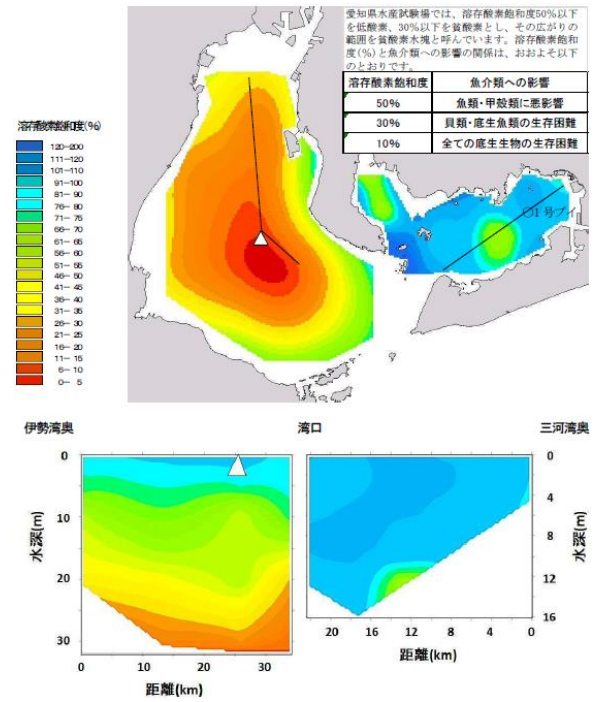 愛知県水産試験場では、溶存酸素飽和度50%以下
を低酸素、30%以下を貧酸素とし、その広がりの
範囲を貧酸素水塊と呼んでいます。溶存酸素飽和
度(%)と魚介類への影響の関係は、おおよそ以下
のとおりです。
溶存酸素飽和度 魚介類への影響
50% 魚類・甲殻類に悪影響
30% 貝類・底生魚類の生存困難
10% 全ての底生生物の生存困難
溶存酸素飽和度(%)
120-200
111-120
101-110
91-100
81- 90
76- 80
71- 75
66- 70
61- 65
56- 60
51- 55
46- 50
41- 45
36- 40
31- 35
26- 30
21- 25
16- 20
11- 15
6- 10
0- 5
1号ブイ
伊勢湾奥 湾口 三河湾奥
0
10
20
30
水深(m)
0 10 20 30
距離(km)
0
4
8
12
16
水深(m)
20 16 12 8 4 0
距離(km)